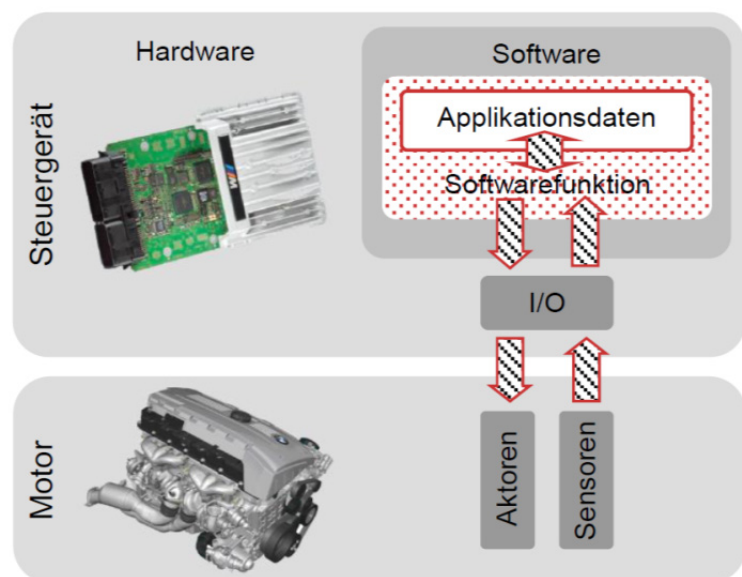 Hardware
Software
Steuergerät
Applikationsdaten
Softwarefunktion
I/O
Motor
Aktoren
Sensoren